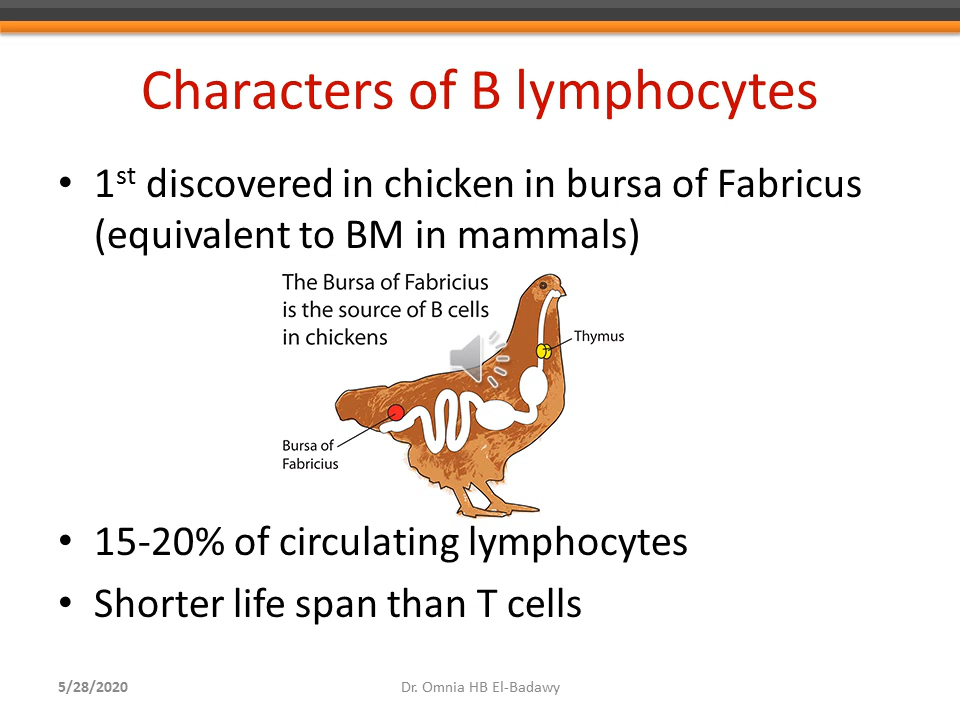 Characters of B lymphocytes
• 1st discovered in chicken in bursa of Fabricus
(equivalent to BM in mammals)
The Bursa of Fabricius
is the source of B cells
in chickens
Thymus
Bursa of
Fabricius
• 15-20% of circulating lymphocytes
• Shorter life span than T cells
5/28/2020
Dr. Omnia HB El-Badawy